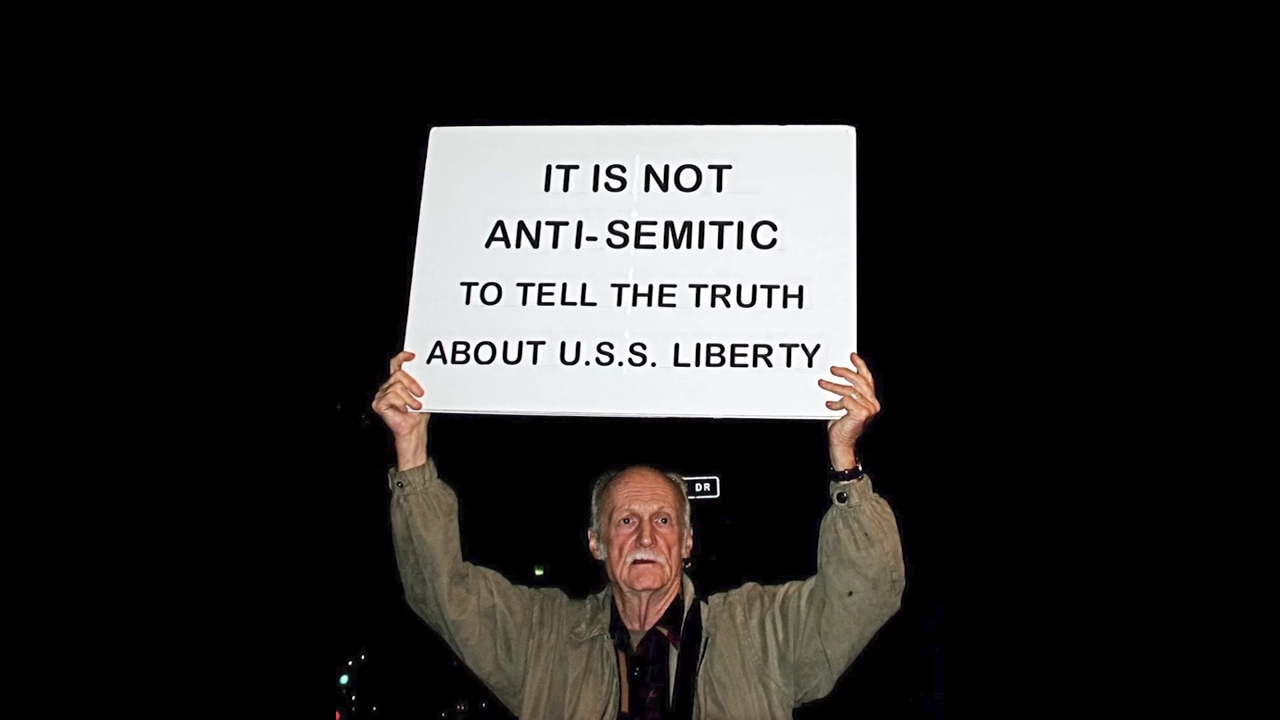 IT IS NOT
ANTI-SEMITIC
TO TELL THE TRUTH
ABOUT U.S.S. LIBERTY
DR